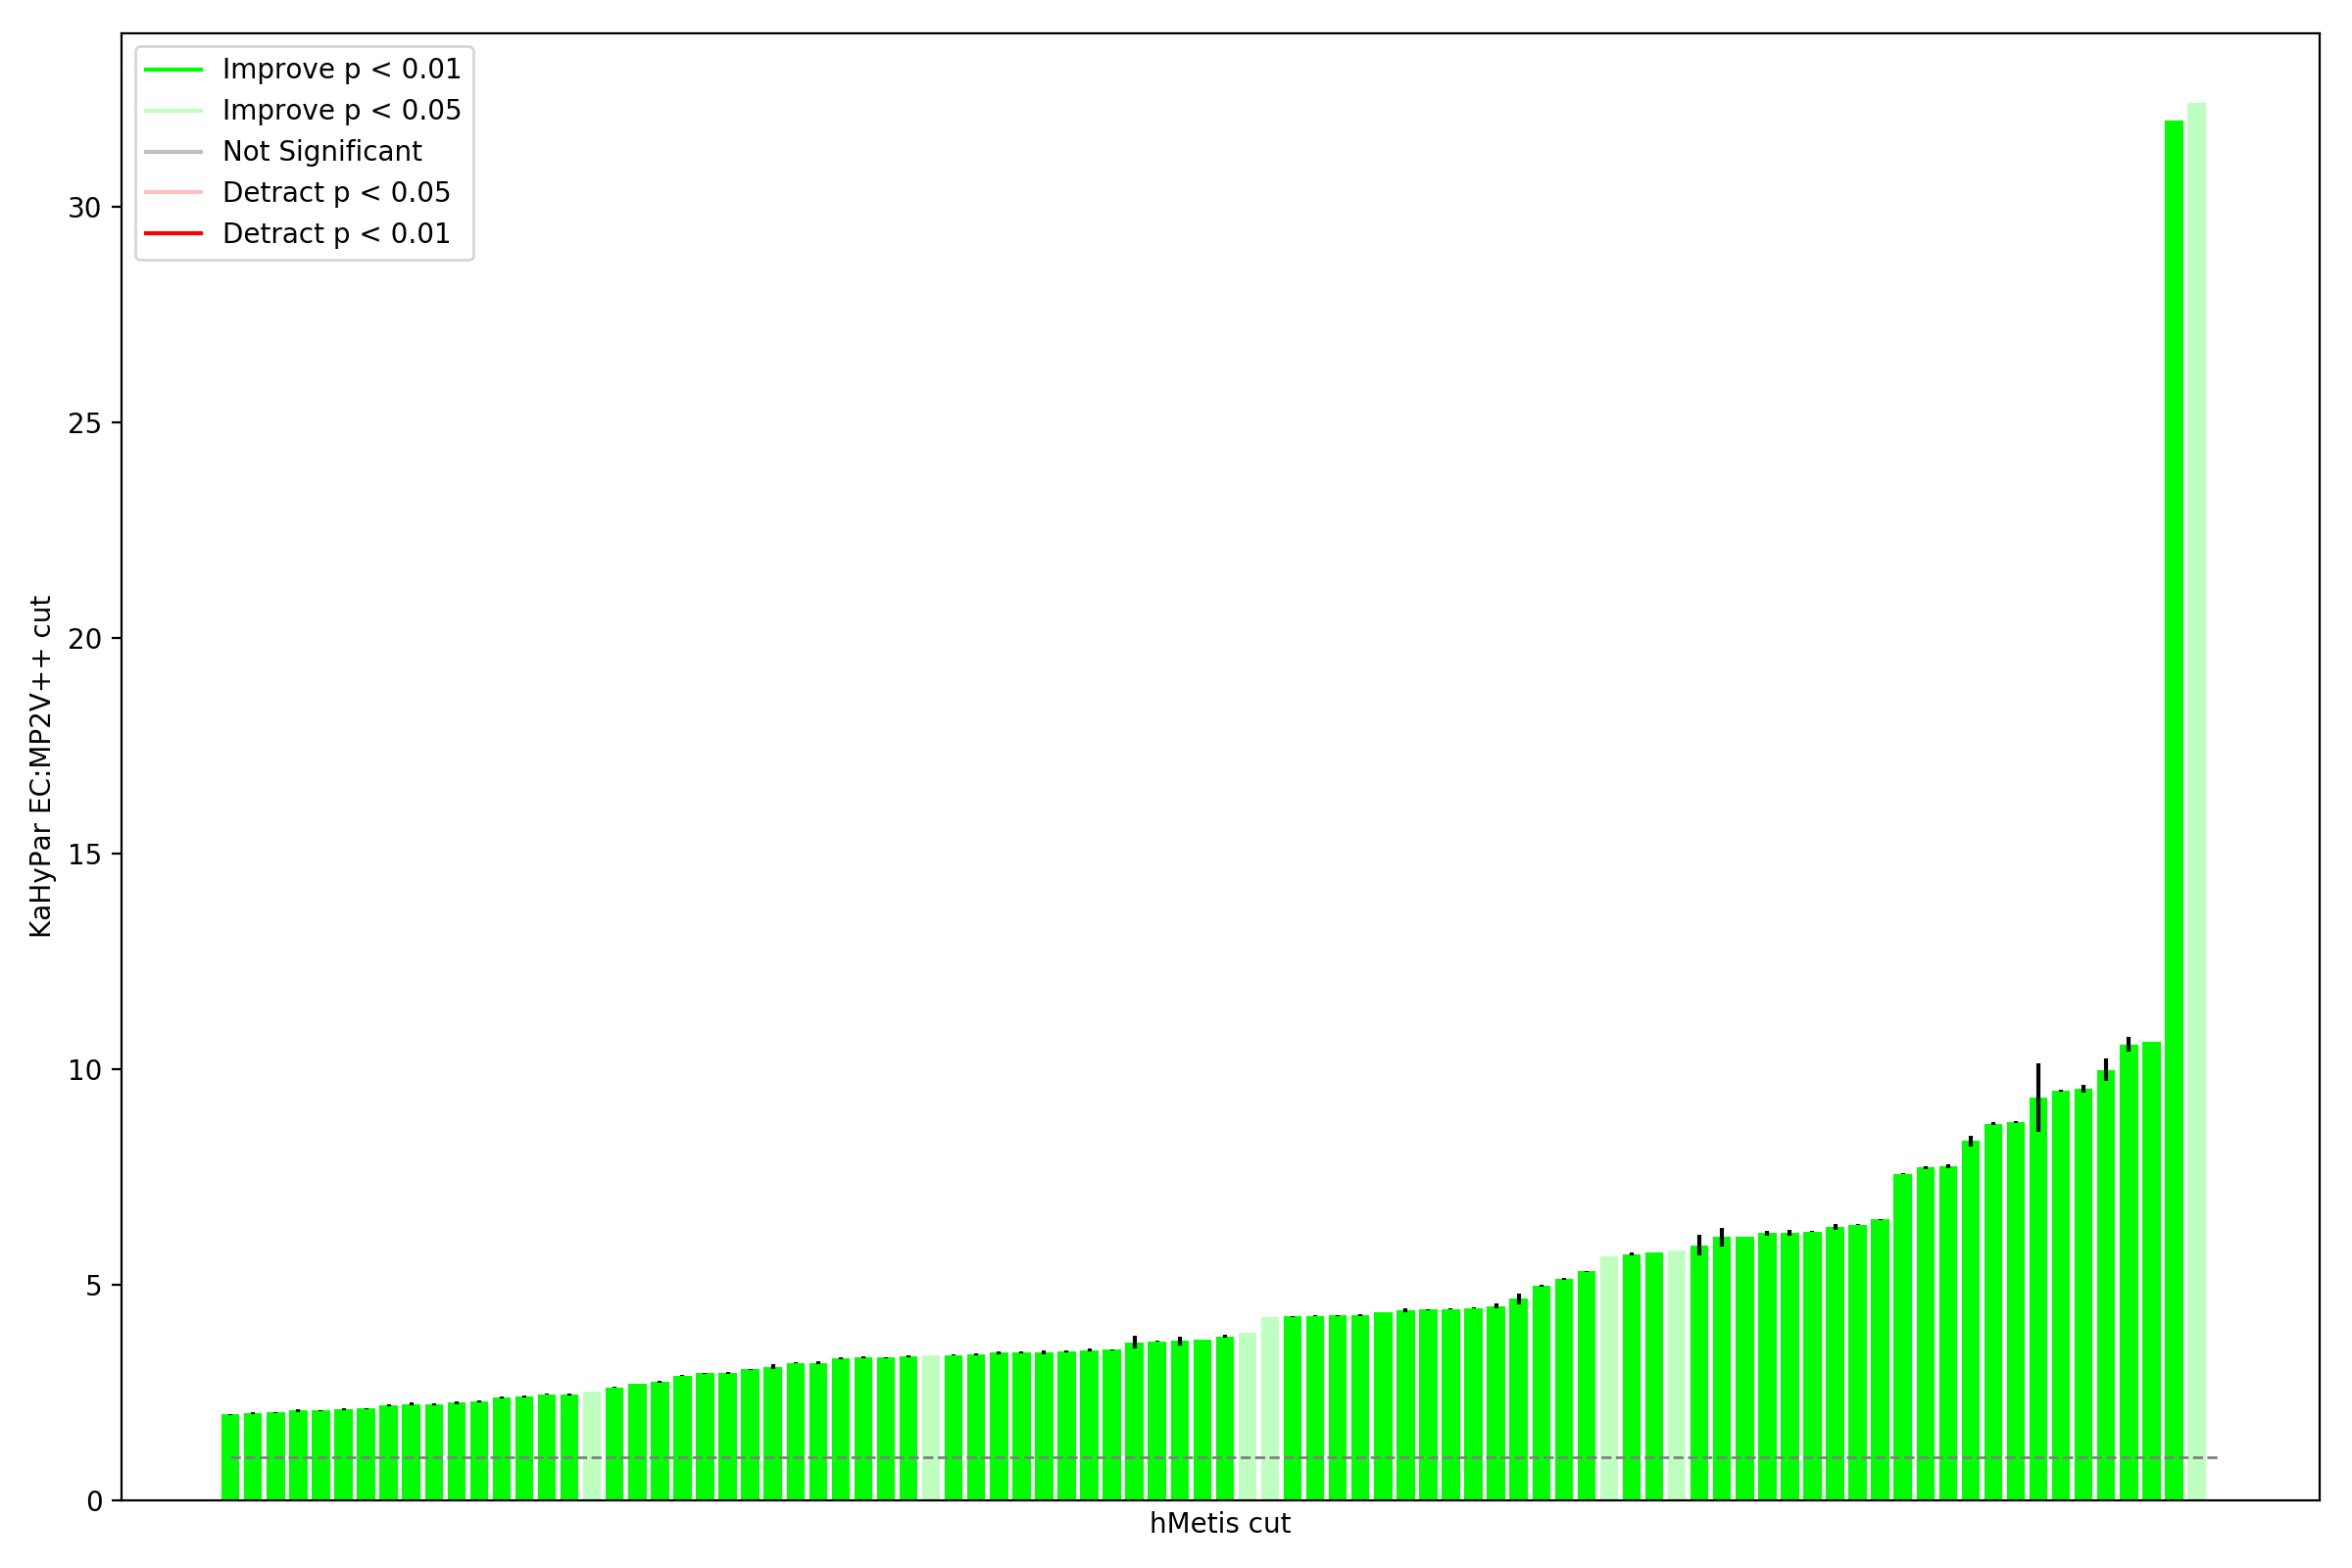 Improve p < 0.01
Improve p < 0.05
Not Significant
Detract p < 0.05
Detract p < 0.01
30
25
20
15
10
5
0
KaHyPar EC:MP2V++ cut
hMetis cut